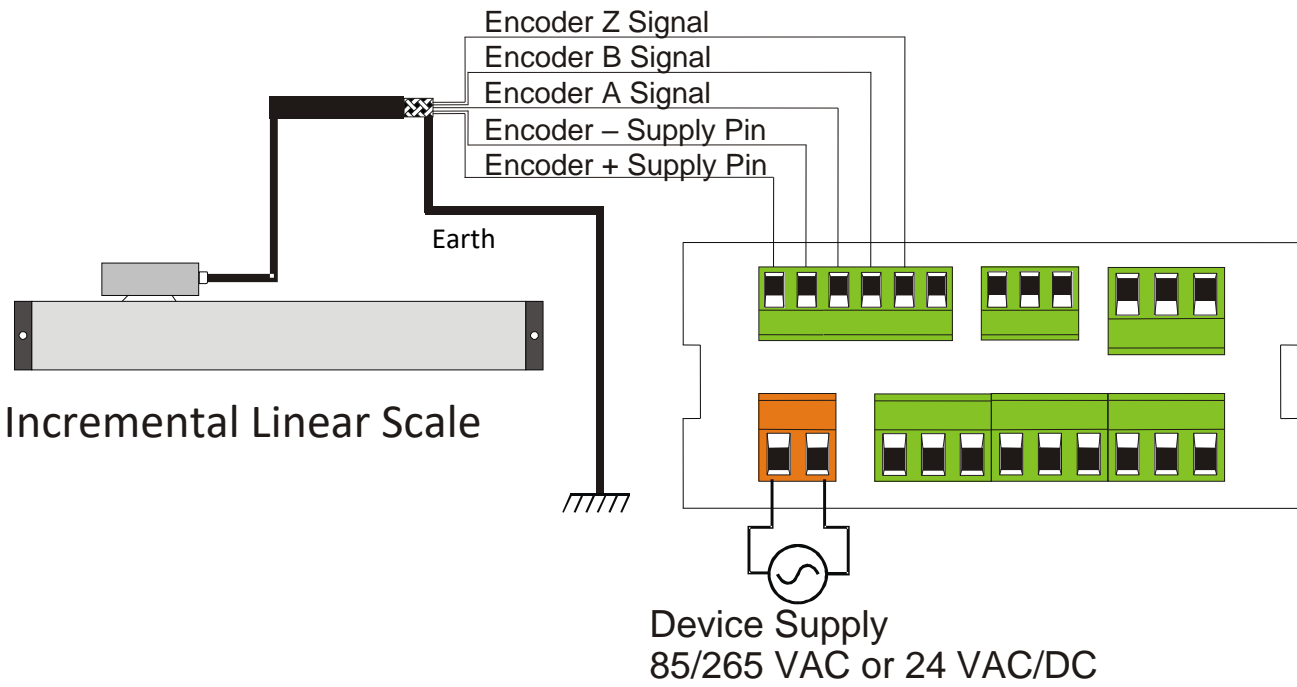 Encoder Z Signal
Encoder B Signal
Encoder A Signal
Encoder – Supply Pin
Encoder + Supply Pin
Earth
Incremental Linear Scale
Device Supply
85/265 VAC or 24 VAC/DC